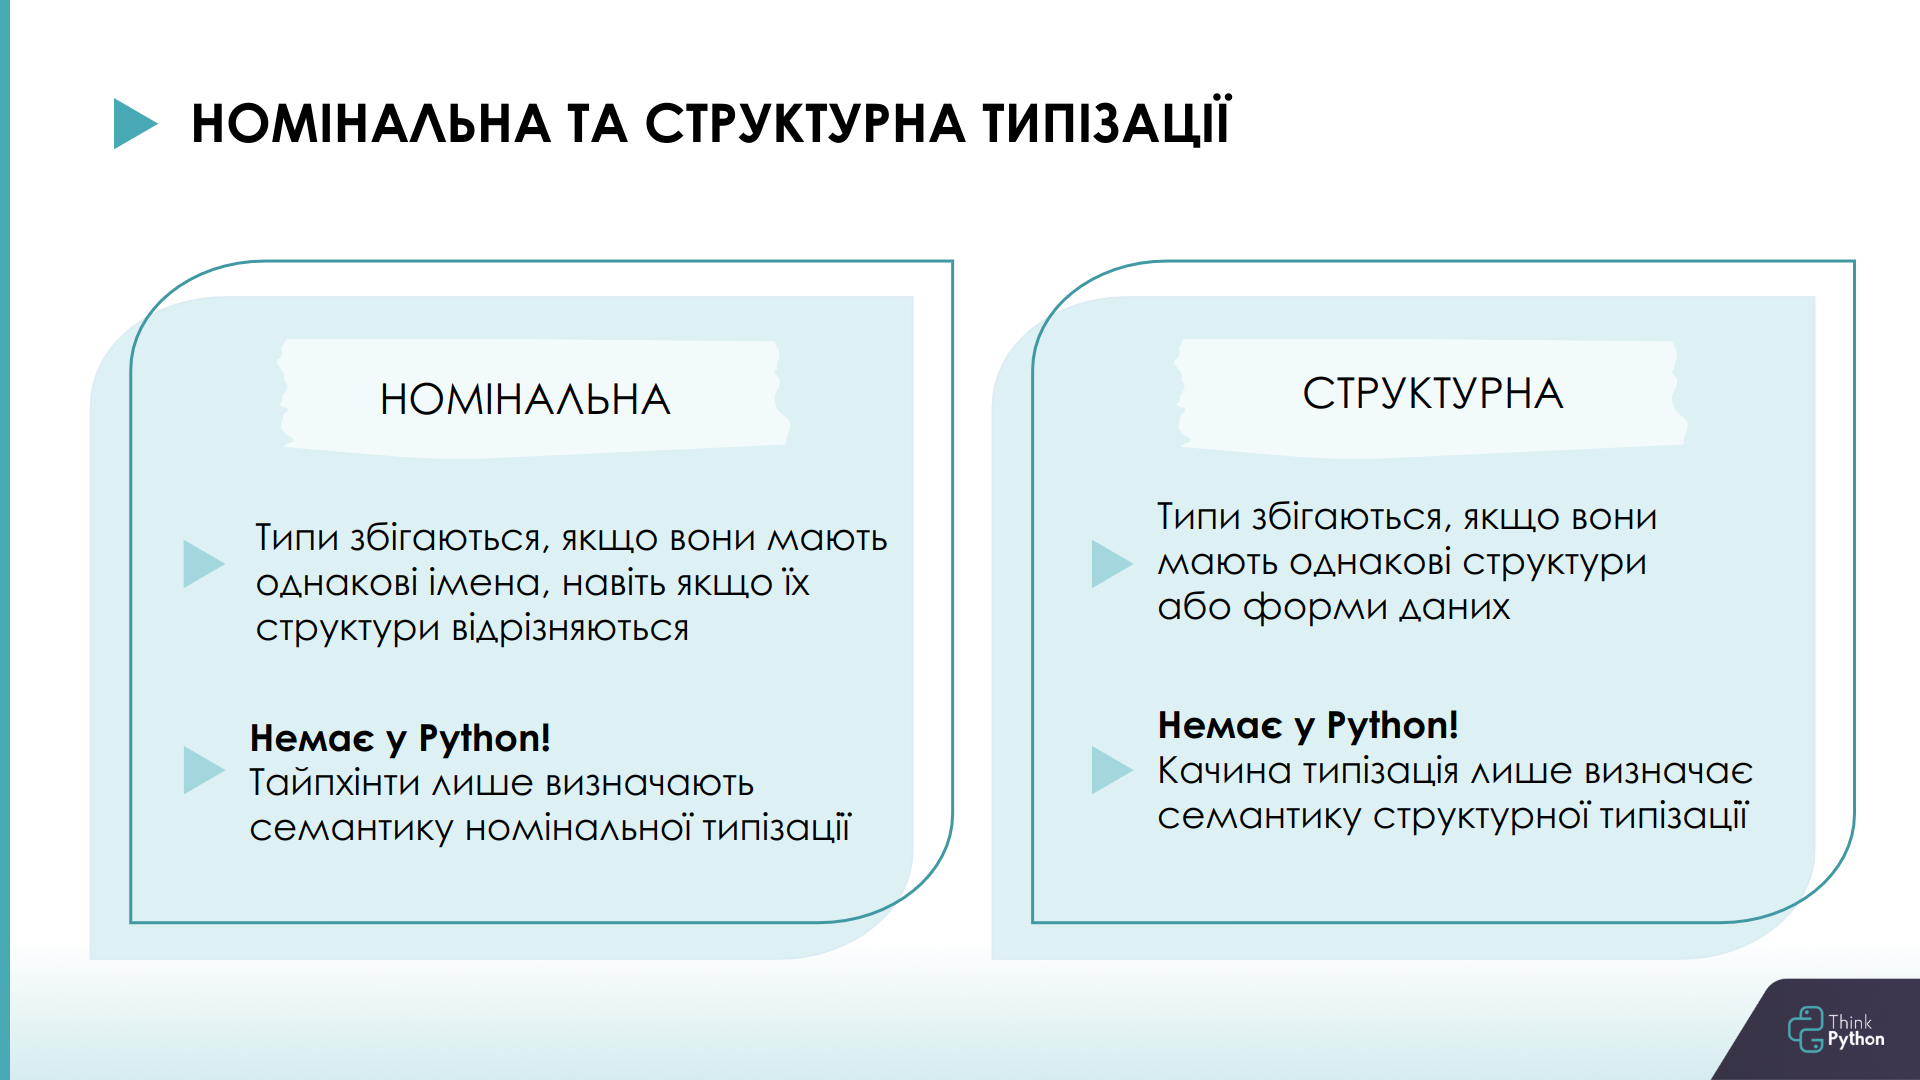 НОМІНАЛЬНА ТА СТРУКТУРНА ТИПІЗАЦІЇ
НОМІНАЛЬНА
Типи збігаються, якщо вони мають
однакові імена, навіть якщо їх
структури відрізняються
Немає у Python!
Тайпхінти лише визначають
семантику номінальної типізації
СТРУКТУРНА
Типи збігаються, якщо вони
мають однакові структури
або форми даних
Немає у Python!
Качина типізація лише визначає
семантику структурної типізації
Think
Python